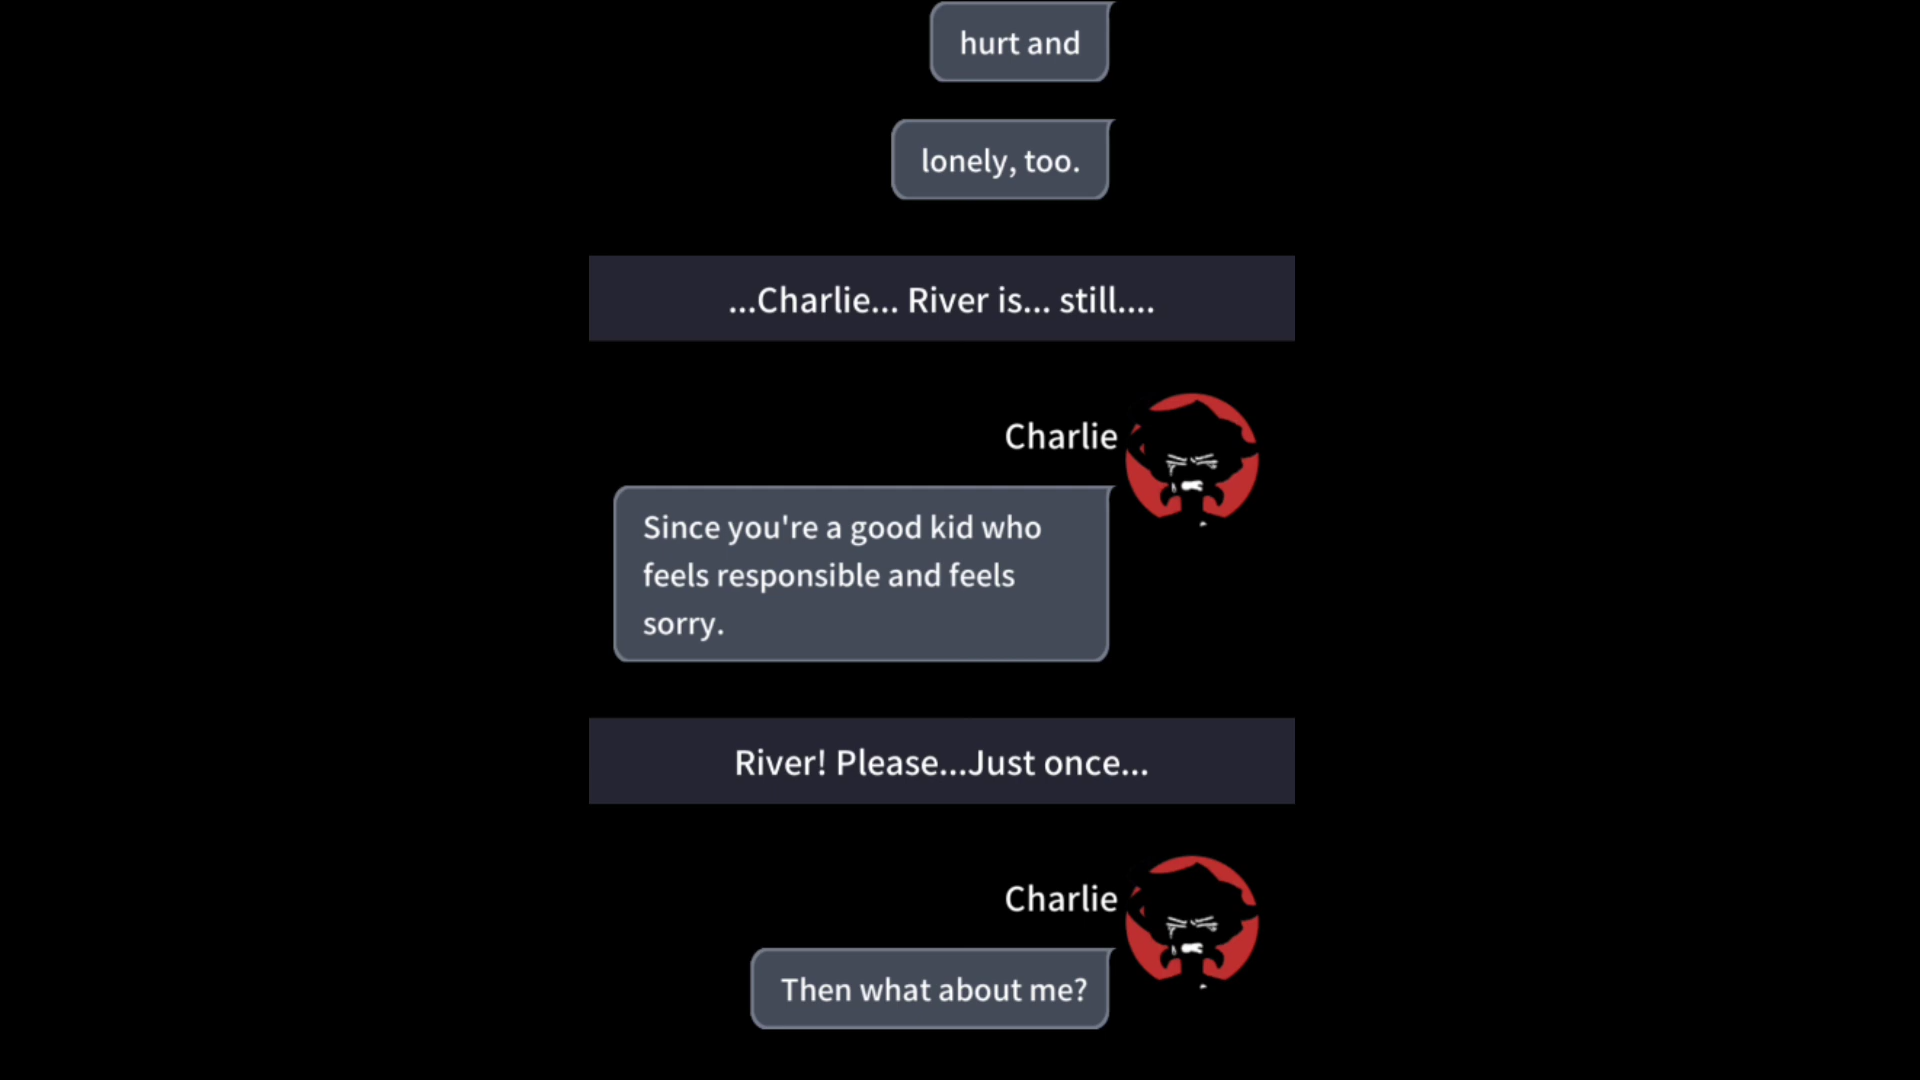 hurt and
lonely, too.
...Charlie... River is... still....
Charlie
Since you're a good kid who
feels responsible and feels
sorry.
River! Please...Just once...
Charlie
Then what about me?